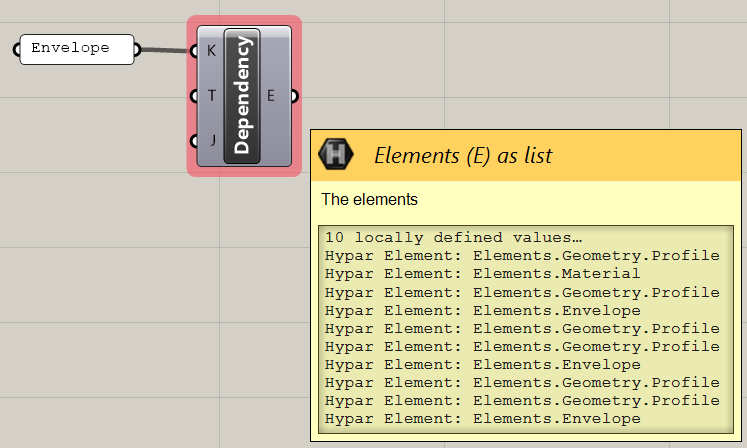 Envelope
K
T
J
Dependency
E
H
Elements (E) as list
The elements
10 locally defined values…
Hypar Element: Elements.Geometry.Profile
Hypar Element: Elements.Material
Hypar Element: Elements.Geometry.Profile
Hypar Element: Elements.Envelope
Hypar Element: Elements.Geometry.Profile
Hypar Element: Elements.Geometry.Profile
Hypar Element: Elements.Envelope
Hypar Element: Elements.Geometry.Profile
Hypar Element: Elements.Geometry.Profile
Hypar Element: Elements.Envelope